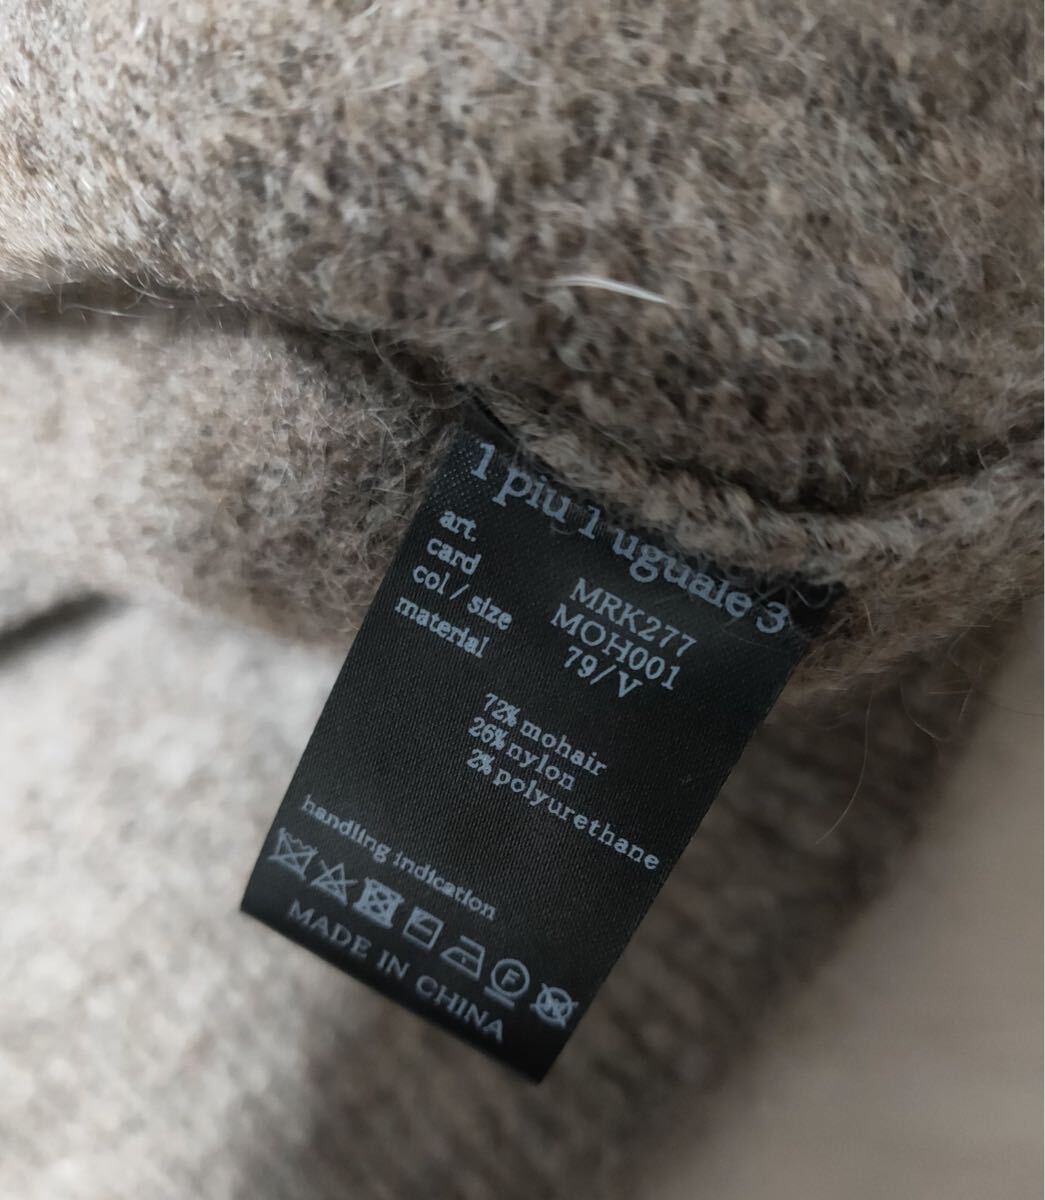 1 piu 1 uguale 3
art. MRK277
card MOH001
col / size 79/V
material
72% mohair
26% nylon
2% polyurethane
handling indication
F W
MADE IN CHINA